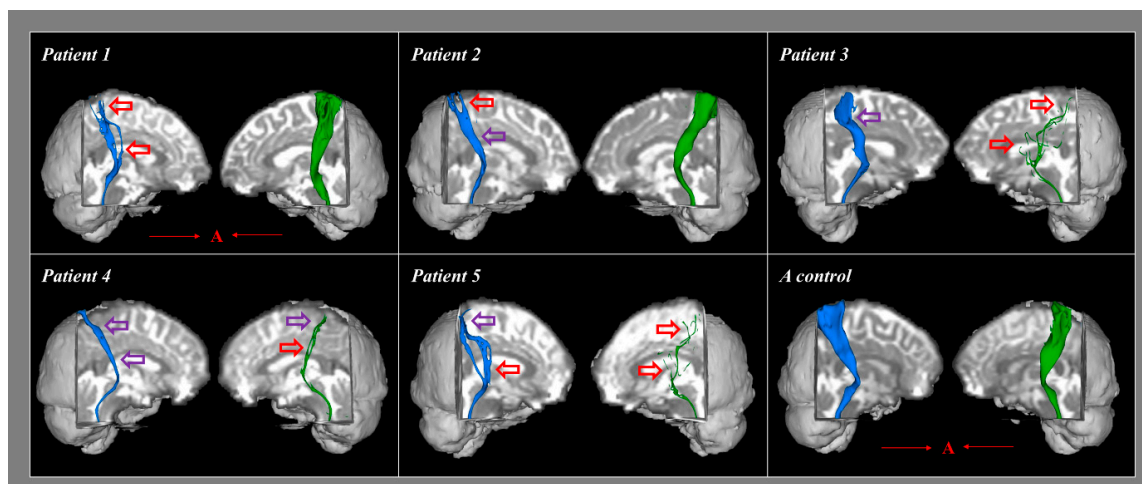 Patient 1
Patient 2
Patient 3
A
Patient 4
Patient 5
A control
A